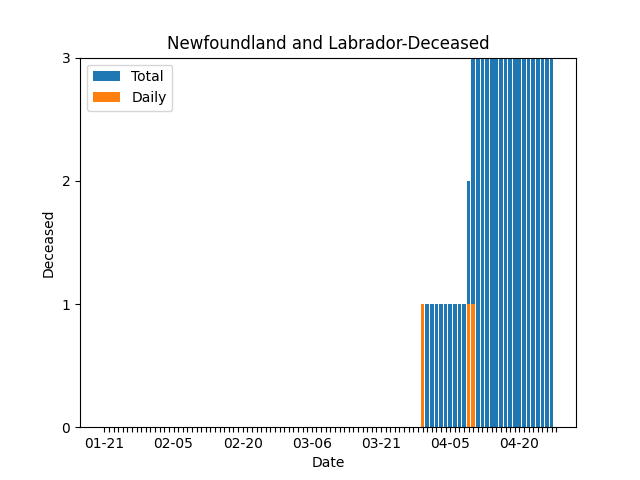 Newfoundland and Labrador-Deceased
Total
Daily
Deceased
3
2
1
0
01-21 02-05 02-20 03-06 03-21 04-05 04-20
Date